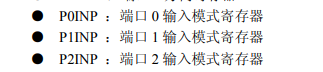 ● P0INP ：端口 0 输入模式寄存器
● P1INP ：端口 1 输入模式寄存器
● P2INP ：端口 2 输入模式寄存器